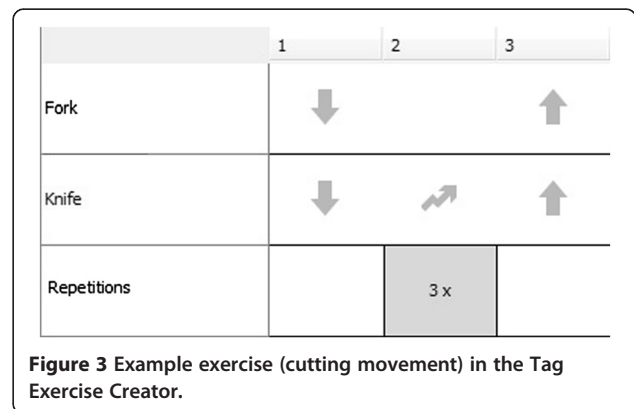 1 2 3
Fork
Knife
Repetitions 3 x
Figure 3 Example exercise (cutting movement) in the Tag
Exercise Creator.